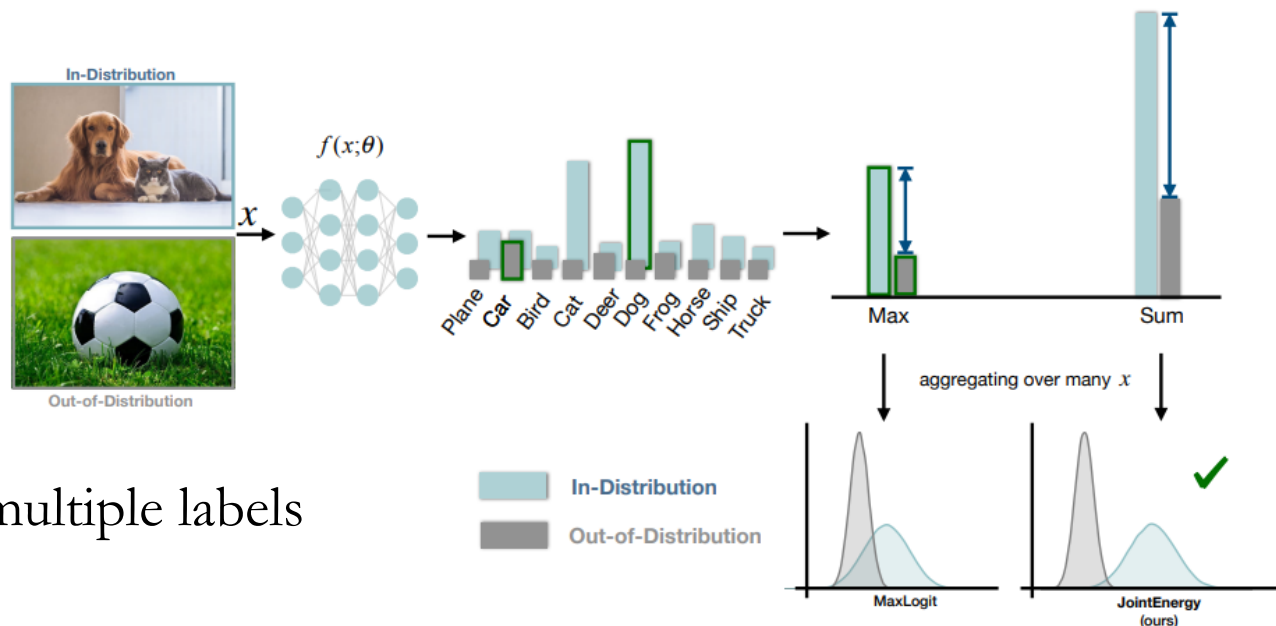 In-Distribution
Out-of-Distribution
x
f(x;θ)
Plane
Car
Bird
Cat
Deer
Dog
Frog
Horse
Ship
Truck
Max
Sum
aggregating over many x
multiple labels
In-Distribution
Out-of-Distribution
MaxLogit
JointEnergy
(ours)